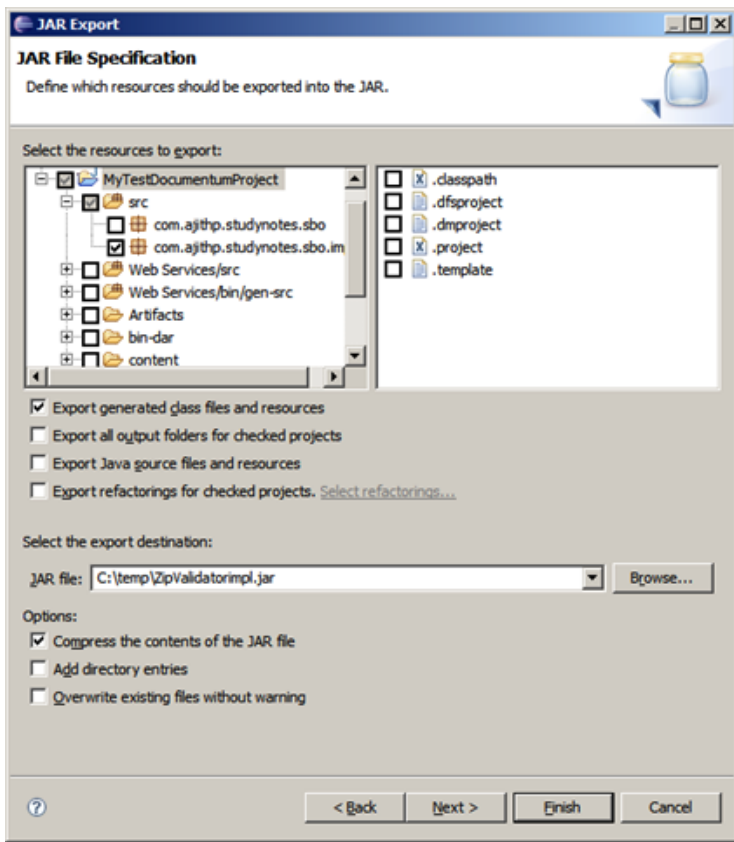 JAR Export
JAR File Specification
Define which resources should be exported into the JAR.
Select the resources to export:
MyTestDocumentumProject
src
com.ajithp.studynotes.sbo
com.ajithp.studynotes.sbo.im
Web Services/src
Web Services/bin/gen-src
Artifacts
bin-dar
content
.classpath
.dfsproject
.dmproject
.project
.template
Export generated class files and resources
Export all output folders for checked projects
Export Java source files and resources
Export refactorings for checked projects. Select refactorings...
Select the export destination:
JAR file: C:\temp\ZipValidatorimpl.jar Browse...
Options:
Compress the contents of the JAR file
Add directory entries
Overwrite existing files without warning
? < Back Next > Finish Cancel